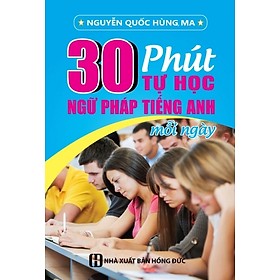 ★ NGUYỄN QUỐC HÙNG, MA ★
30 Phút
TỰ HỌC
NGỮ PHÁP TIẾNG ANH
mỗi ngày
NHÀ XUẤT BẢN HỒNG ĐỨC